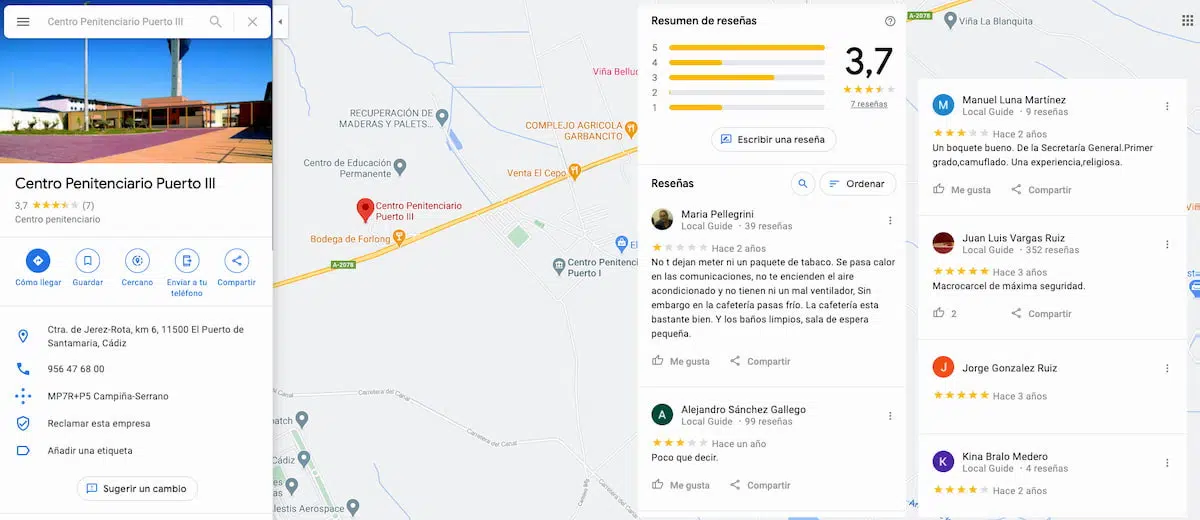 Centro Penitenciario Puerto III
Centro Penitenciario Puerto III
3,7 (7)
Centro penitenciario
Cómo llegar
Guardar
Cercano
Enviar a tu
teléfono
Compartir
Ctra. de Jerez-Rota, km 6, 11500 El Puerto de
Santamaria, Cádiz
956 47 68 00
MP7R+P5 Campiña-Serrano
Reclamar esta empresa
Añadir una etiqueta
Sugerir un cambio
Viña Belluc
RECUPERACIÓN DE
MADERAS Y PALETS...
COMPLEJO AGRICOLA
GARBANCITO
Centro de Educación
Permanente
Venta El Cepo
Centro Penitenciario
Puerto III
Bodega de Forlong
El
Centro Penitenc
Puerto I
A-2078
Carretera del Canal
Carretera del Canal
patch
Cádiz
lestis Aerospace
Resumen de reseñas
5
4
3
2
1
3,7
7 reseñas
Escribir una reseña
Reseñas
Ordenar
Maria Pellegrini
Local Guide · 39 reseñas
Hace 2 años
No t dejan meter ni un paquete de tabaco. Se pasa calor
en las comunicaciones, no te encienden el aire
acondicionado y no tienen ni un mal ventilador, Sin
embargo en la cafetería pasas frío. La cafetería esta
bastante bien. Y los baños limpios, sala de espera
pequeña.
Me gusta
Compartir
Alejandro Sánchez Gallego
Local Guide · 99 reseñas
Hace un año
Poco que decir.
Me gusta
Compartir
A-2078
Viña La Blanquita
M
Manuel Luna Martínez
Local Guide · 9 reseñas
Hace 2 años
Un boquete bueno. De la Secretaría General.Primer
grado,camuflado. Una experiencia,religiosa.
Me gusta
Compartir
Juan Luis Vargas Ruiz
Local Guide · 352 reseñas
Hace 3 años
Macrocarcel de máxima seguridad.
2
Compartir
J
Jorge Gonzalez Ruiz
Hace 3 años
K
Kina Bralo Medero
Local Guide · 4 reseñas
Hace 2 años